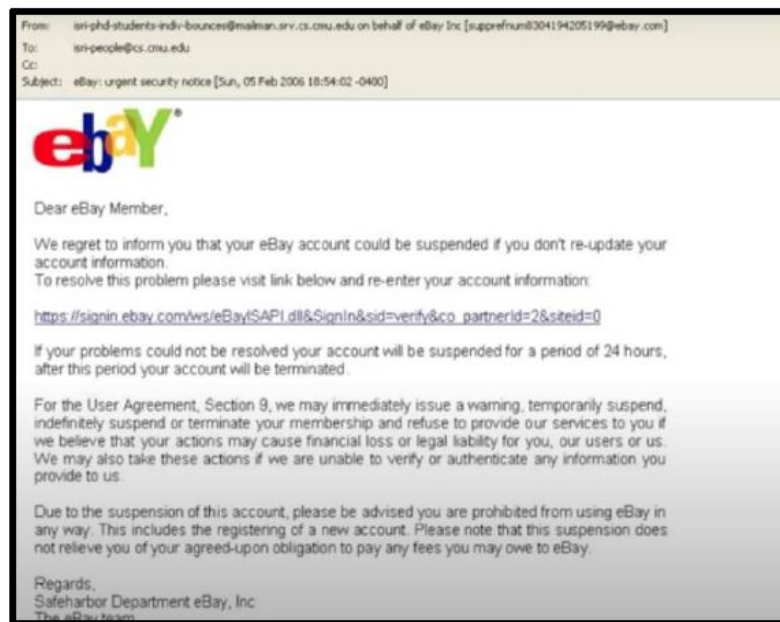 From: isri-phd-students-indiv-bounces@mailman.srv.cs.cmu.edu on behalf of eBay Inc [supprefnum8304194205199@ebay.com]
To: isri-people@cs.cmu.edu
Cc:
Subject: eBay: urgent security notice [Sun, 05 Feb 2006 18:54:02 -0400]
ebaY®
Dear eBay Member,
We regret to inform you that your eBay account could be suspended if you don't re-update your
account information.
To resolve this problem please visit link below and re-enter your account information:
https://signin.ebay.com/ws/eBayISAPI.dll&SignIn&sid=verify&co_partnerId=2&siteid=0
If your problems could not be resolved your account will be suspended for a period of 24 hours,
after this period your account will be terminated.
For the User Agreement, Section 9, we may immediately issue a warning, temporarily suspend,
indefinitely suspend or terminate your membership and refuse to provide our services to you if
we believe that your actions may cause financial loss or legal liability for you, our users or us.
We may also take these actions if we are unable to verify or authenticate any information you
provide to us.
Due to the suspension of this account, please be advised you are prohibited from using eBay in
any way. This includes the registering of a new account. Please note that this suspension does
not relieve you of your agreed-upon obligation to pay any fees you may owe to eBay.
Regards,
Safeharbor Department eBay, Inc
The eBay team